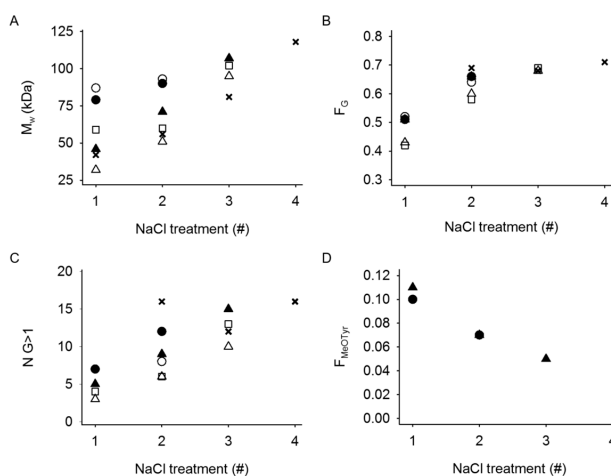 A
M_w (kDa)
125
100
75
50
25
1 2 3 4
NaCl treatment (#)
B
F_G
0.8
0.7
0.6
0.5
0.4
0.3
1 2 3 4
NaCl treatment (#)
C
N G>1
20
15
10
5
0
1 2 3 4
NaCl treatment (#)
D
F_MeOTyr
0.12
0.10
0.08
0.06
0.04
0.02
0.00
1 2 3 4
NaCl treatment (#)